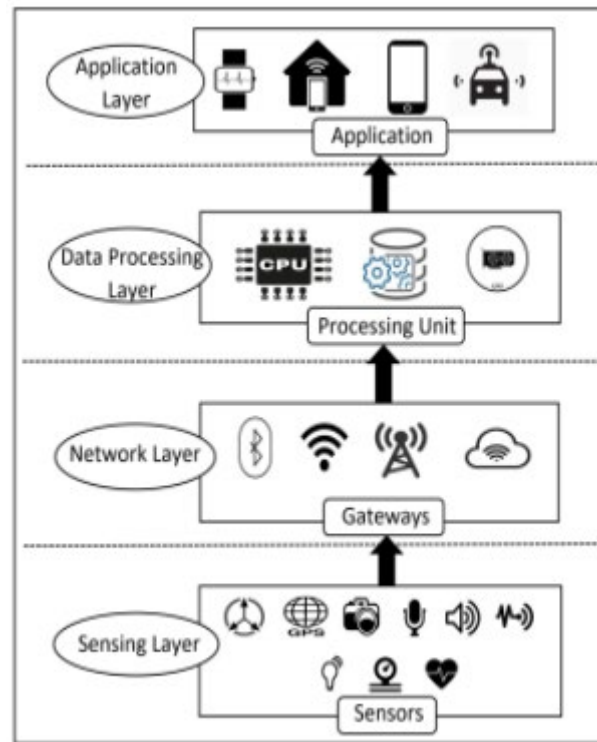 Application
Layer
Application
Data Processing
Layer
CPU
Processing Unit
Network Layer
Gateways
Sensing Layer
GPS
Sensors